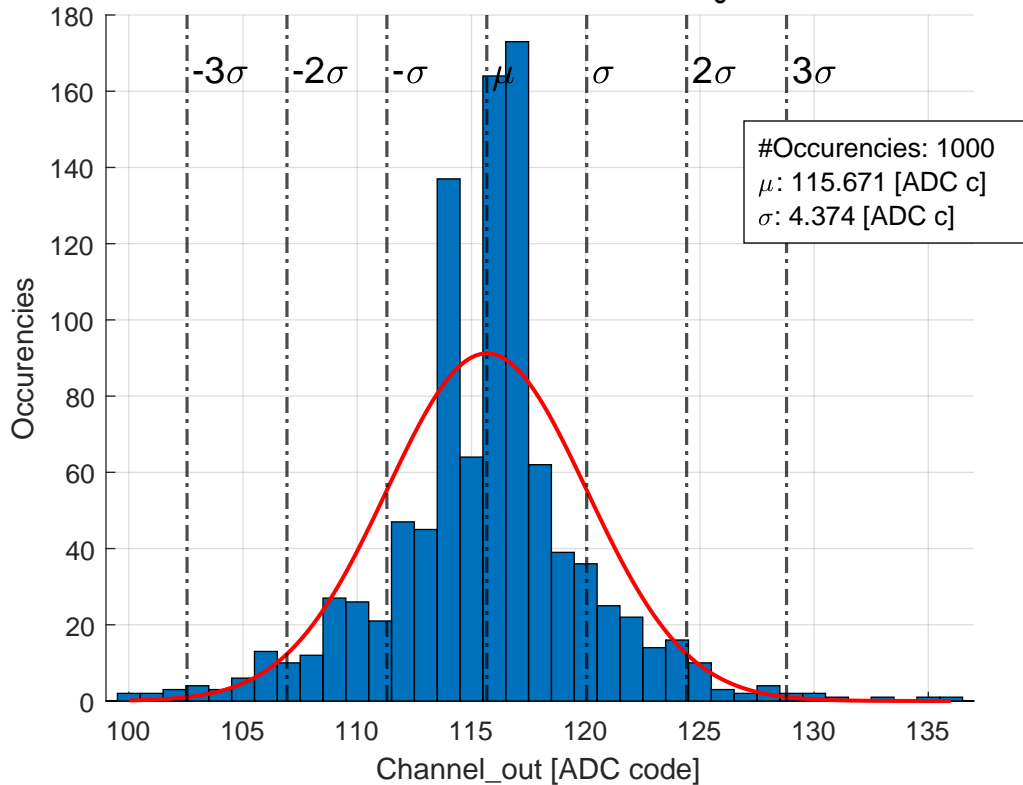 180
160
140
120
100
80
60
40
20
0
Occurencies
-3σ -2σ -σ μ σ 2σ 3σ
#Occurencies: 1000
μ: 115.671 [ADC c]
σ: 4.374 [ADC c]
100 105 110 115 120 125 130 135
Channel_out [ADC code]